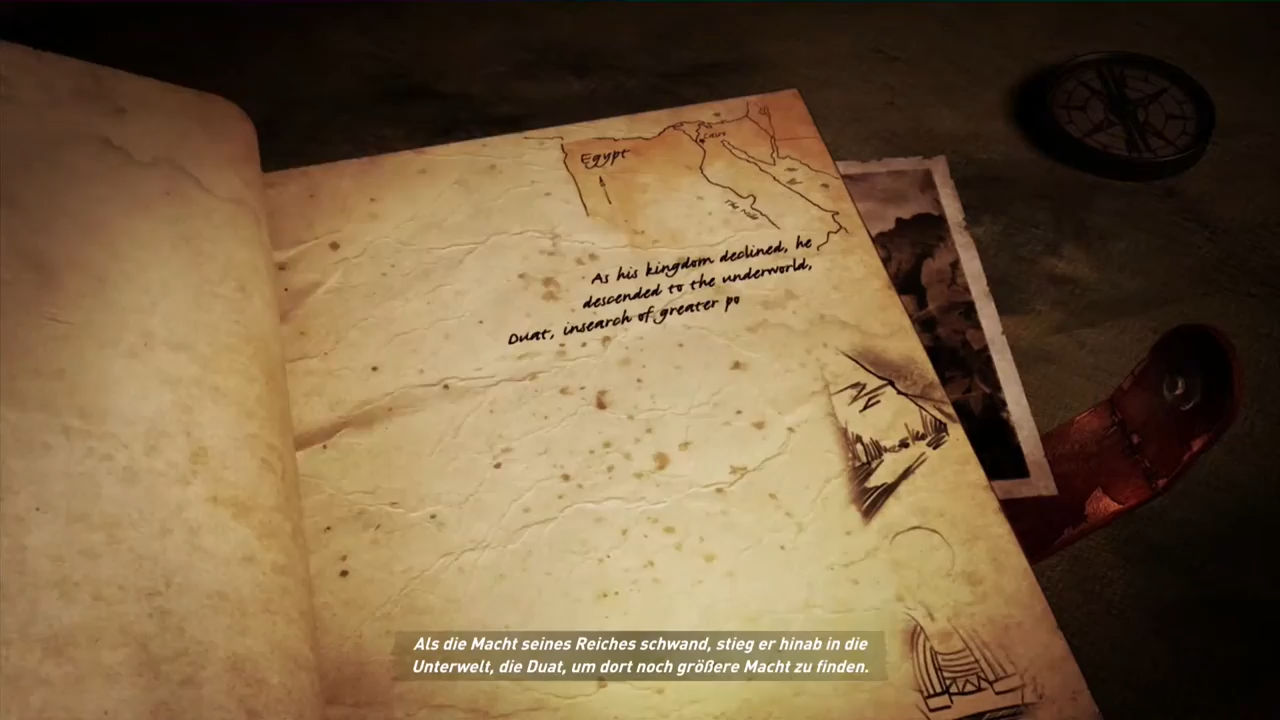 Egypt
Cairo
The Nile
As his kingdom declined, he
descended to the underworld,
Duat, insearch of greater po
Als die Macht seines Reiches schwand, stieg er hinab in die
Unterwelt, die Duat, um dort noch größere Macht zu finden.